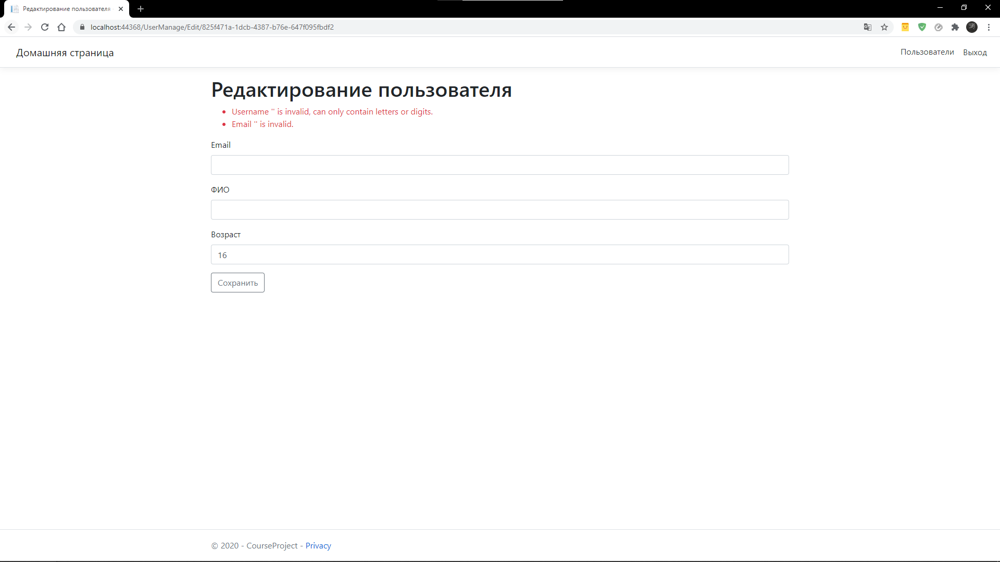 Редактирование пользователя
localhost:44368/UserManage/Edit/825f471a-1dcb-4387-b76e-647f095fbdf2
Домашняя страница
Пользователи
Выход
Редактирование пользователя
Username '' is invalid, can only contain letters or digits.
Email '' is invalid.
Email
ФИО
Возраст
16
Сохранить
© 2020 - CourseProject - Privacy